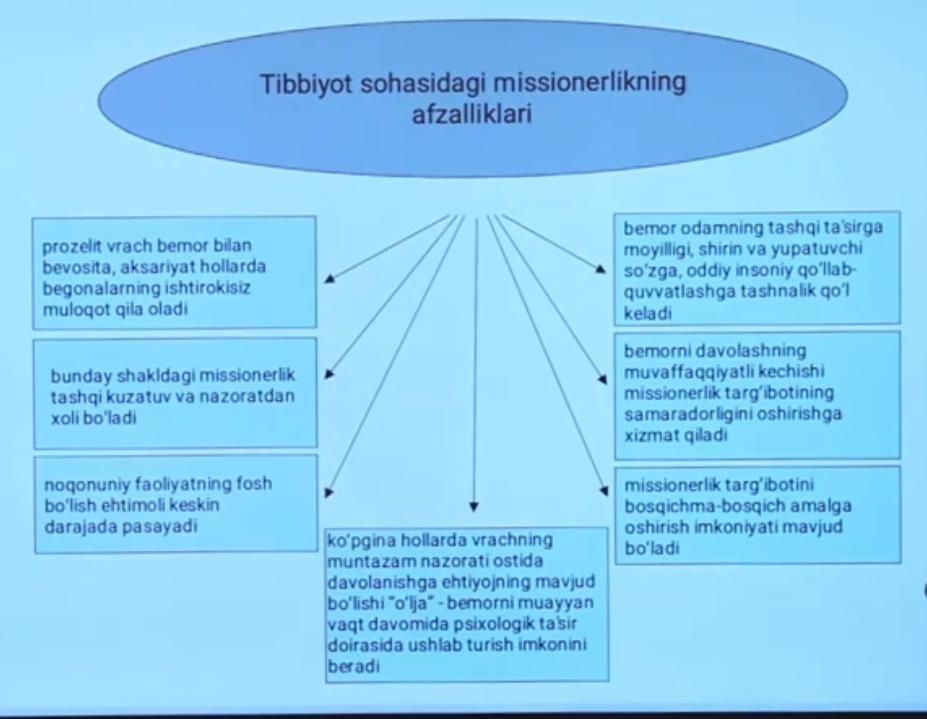 Tibbiyot sohasidagi missionerlikning
afzalliklari
prozelit vrach bemor bilan
bevosita, aksariyat hollarda
begonalarning ishtirokisiz
muloqot qila oladi
bunday shakldagi missionerlik
tashqi kuzatuv va nazoratdan
xoli bo'ladi
noqonuniy faoliyatning fosh
bo'lish ehtimoli keskin
darajada pasayadi
ko'pgina hollarda vrachning
muntazam nazorati ostida
davolanishga ehtiyojning mavjud
bo'lishi "o'lja" - bemorni muayyan
vaqt davomida psixologik ta'sir
doirasida ushlab turish imkonini
beradi
bemor odamning tashqi ta'sirga
moyilligi, shirin va yupatuvchi
so'zga, oddiy insoniy qo'llab-
quvvatlashga tashnalik qo'l
keladi
bemorni davolashning
muvaffaqqiyatli kechishi
missionerlik targ'ibotining
samaradorligini oshirishga
xizmat qiladi
missionerlik targ'ibotini
bosqichma-bosqich amalga
oshirish imkoniyati mavjud
bo'ladi